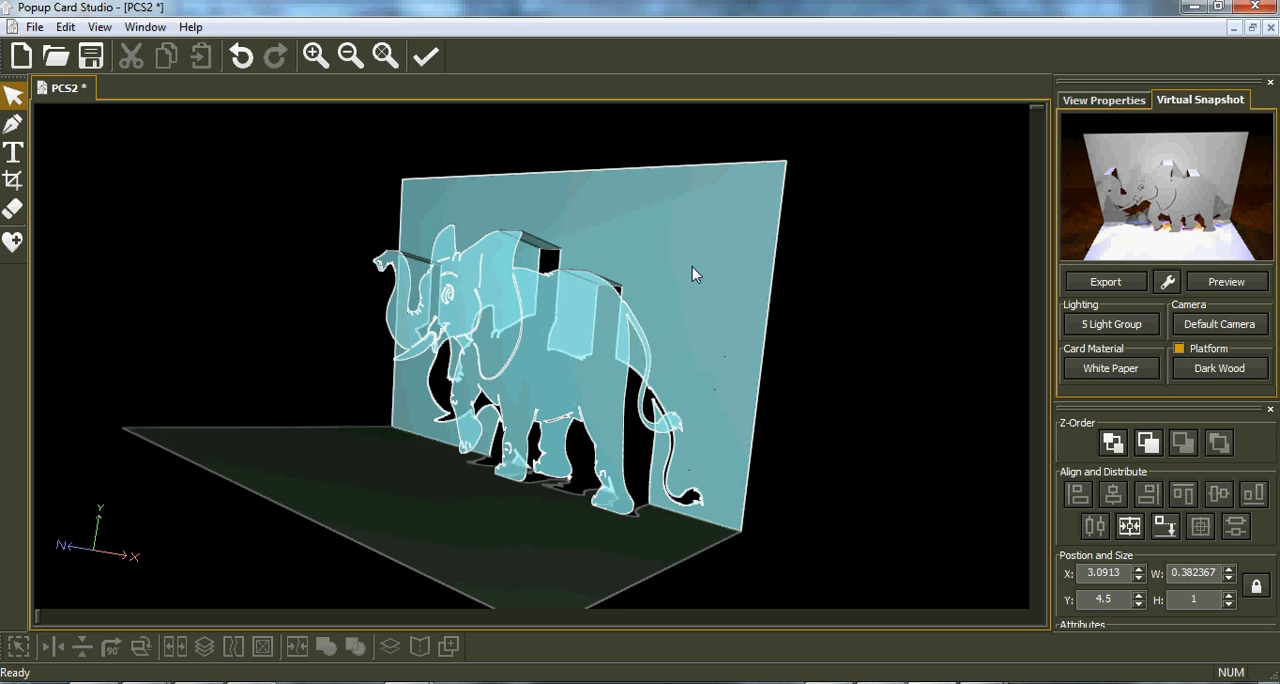 Popup Card Studio - [PCS2 *]
File Edit View Window Help
PCS2 *
View Properties Virtual Snapshot
Export Preview
Lighting Camera
5 Light Group Default Camera
Card Material Platform
White Paper Dark Wood
Z-Order
Align and Distribute
Postion and Size
X: 3.0913 W: 0.382367
Y: 4.5 H: 1
Attributes
Y
X
N
T
90
Ready NUM